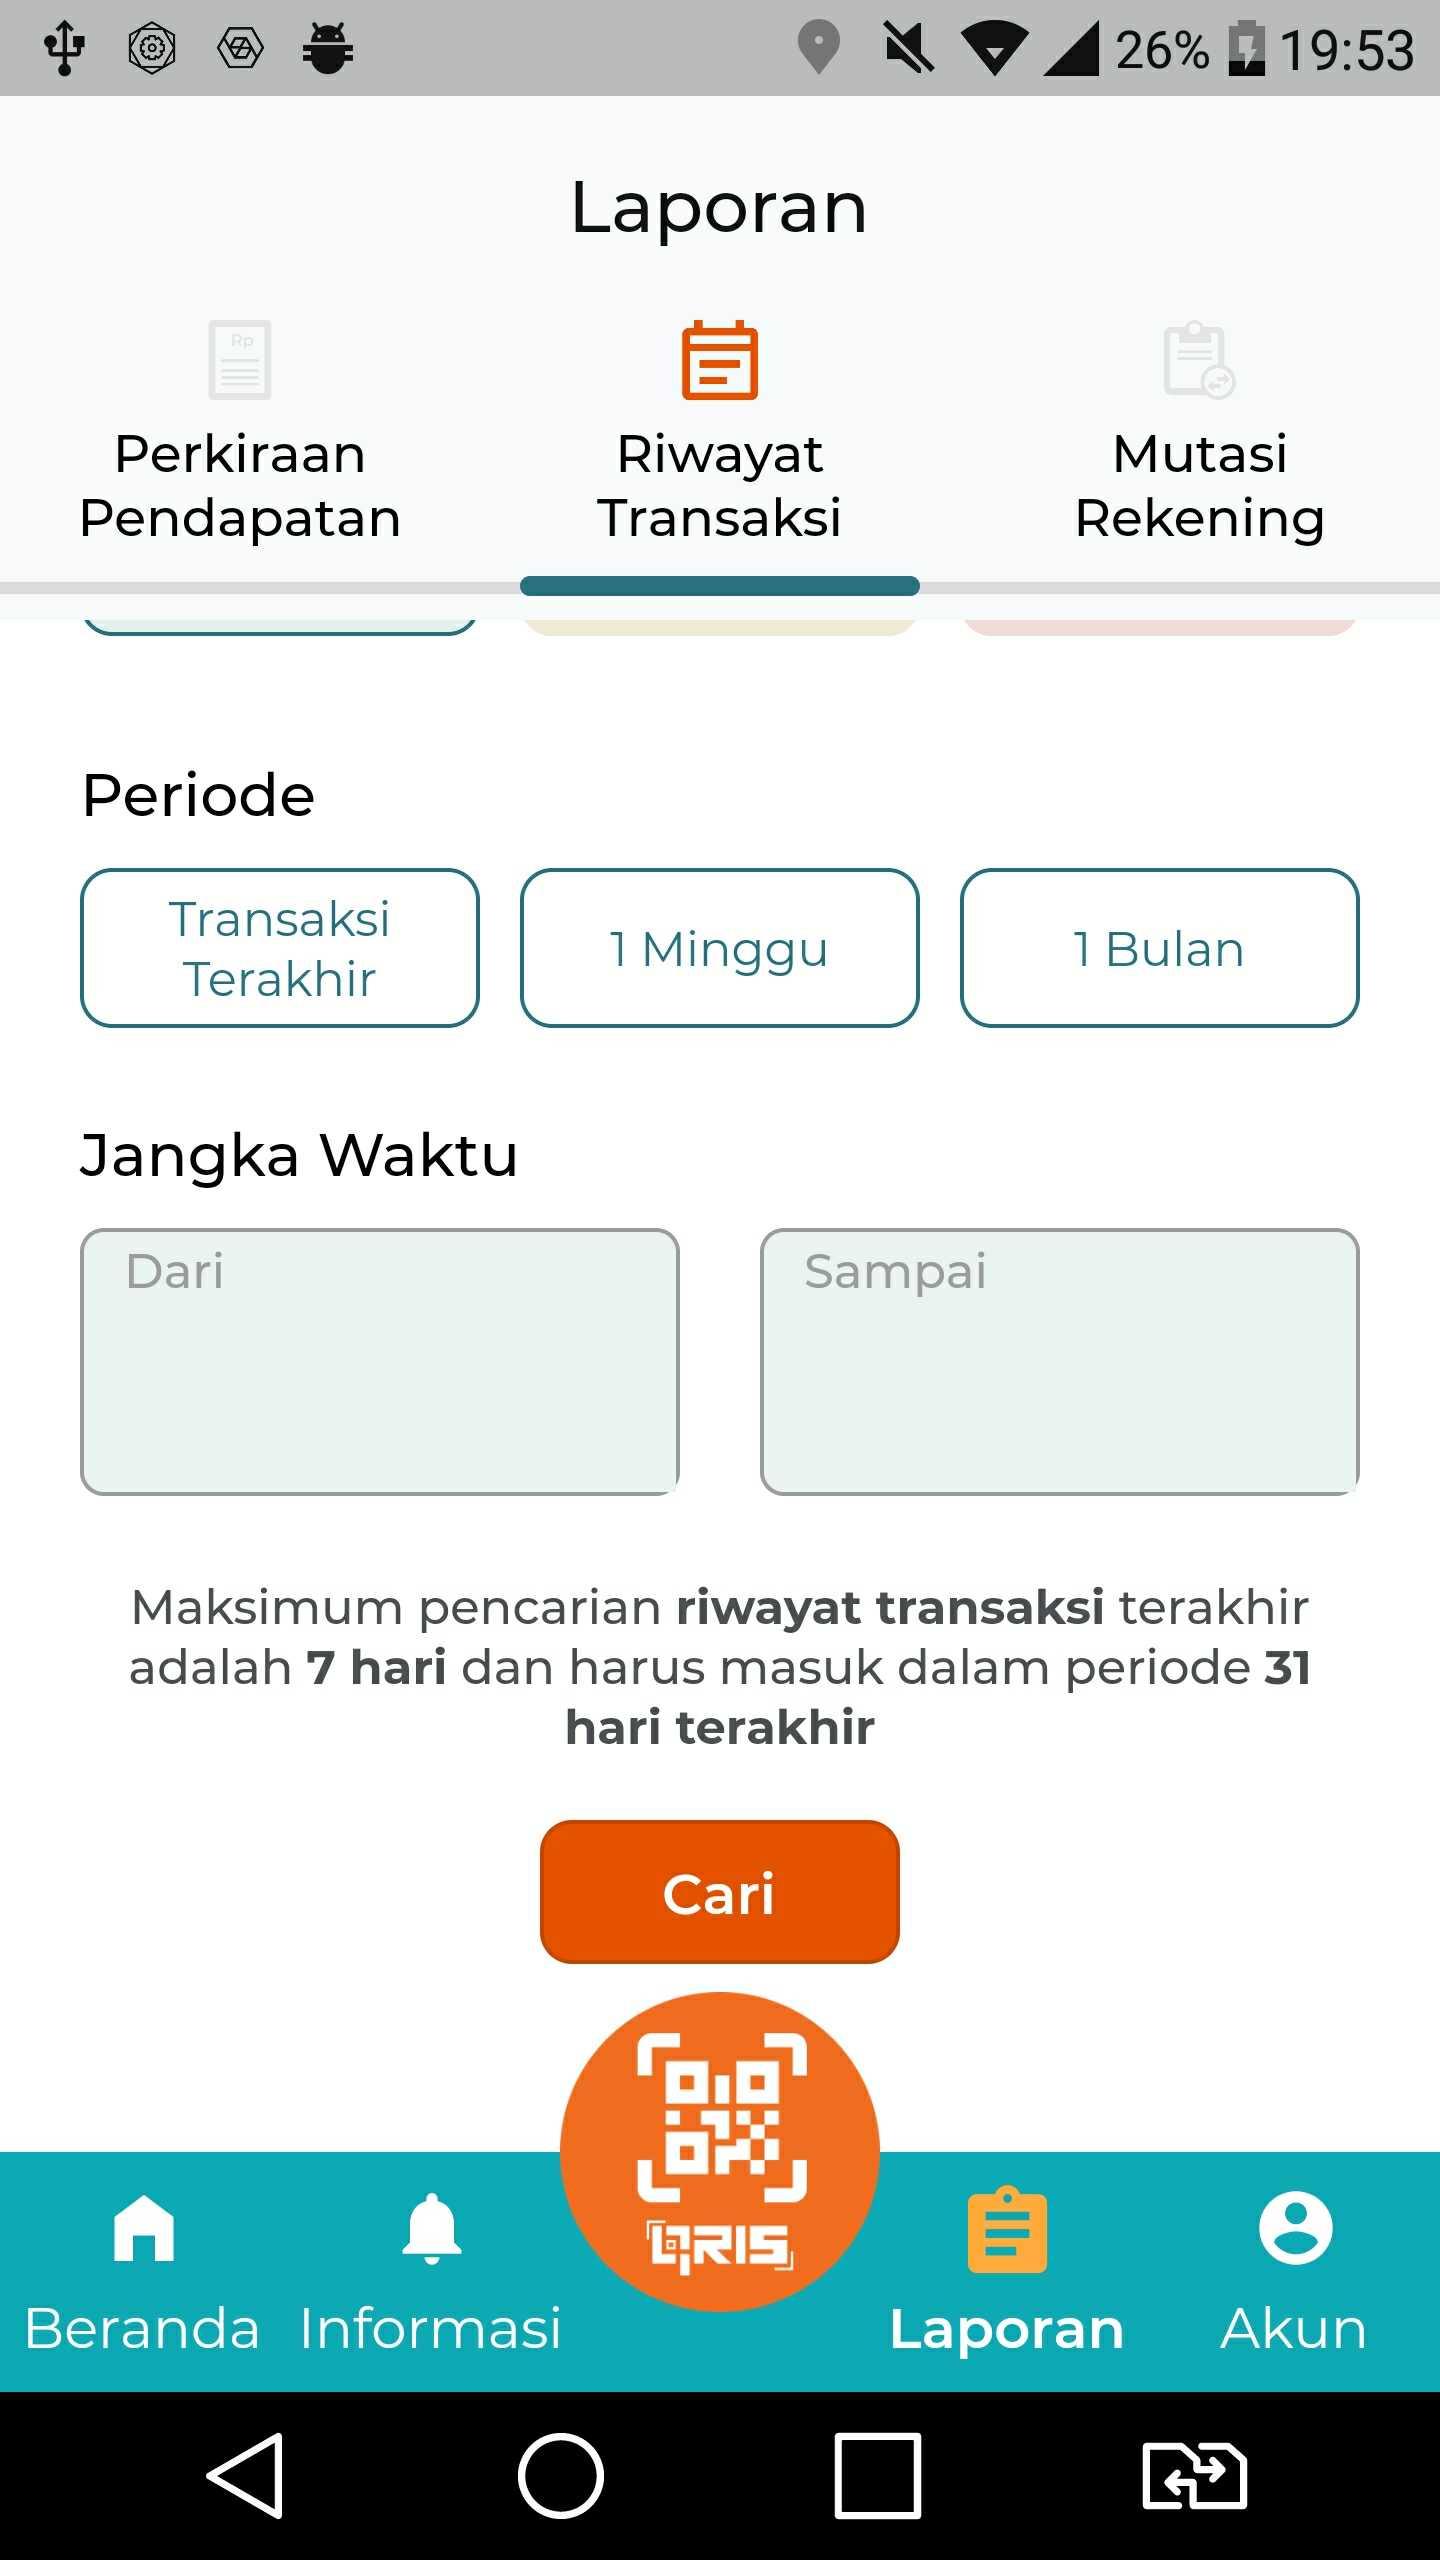 26% 19:53
Laporan
Rp
Perkiraan
Pendapatan
Riwayat
Transaksi
Mutasi
Rekening
Periode
Transaksi
Terakhir
1 Minggu
1 Bulan
Jangka Waktu
Dari
Sampai
Maksimum pencarian riwayat transaksi terakhir
adalah 7 hari dan harus masuk dalam periode 31
hari terakhir
Cari
QRIS
Beranda
Informasi
Laporan
Akun